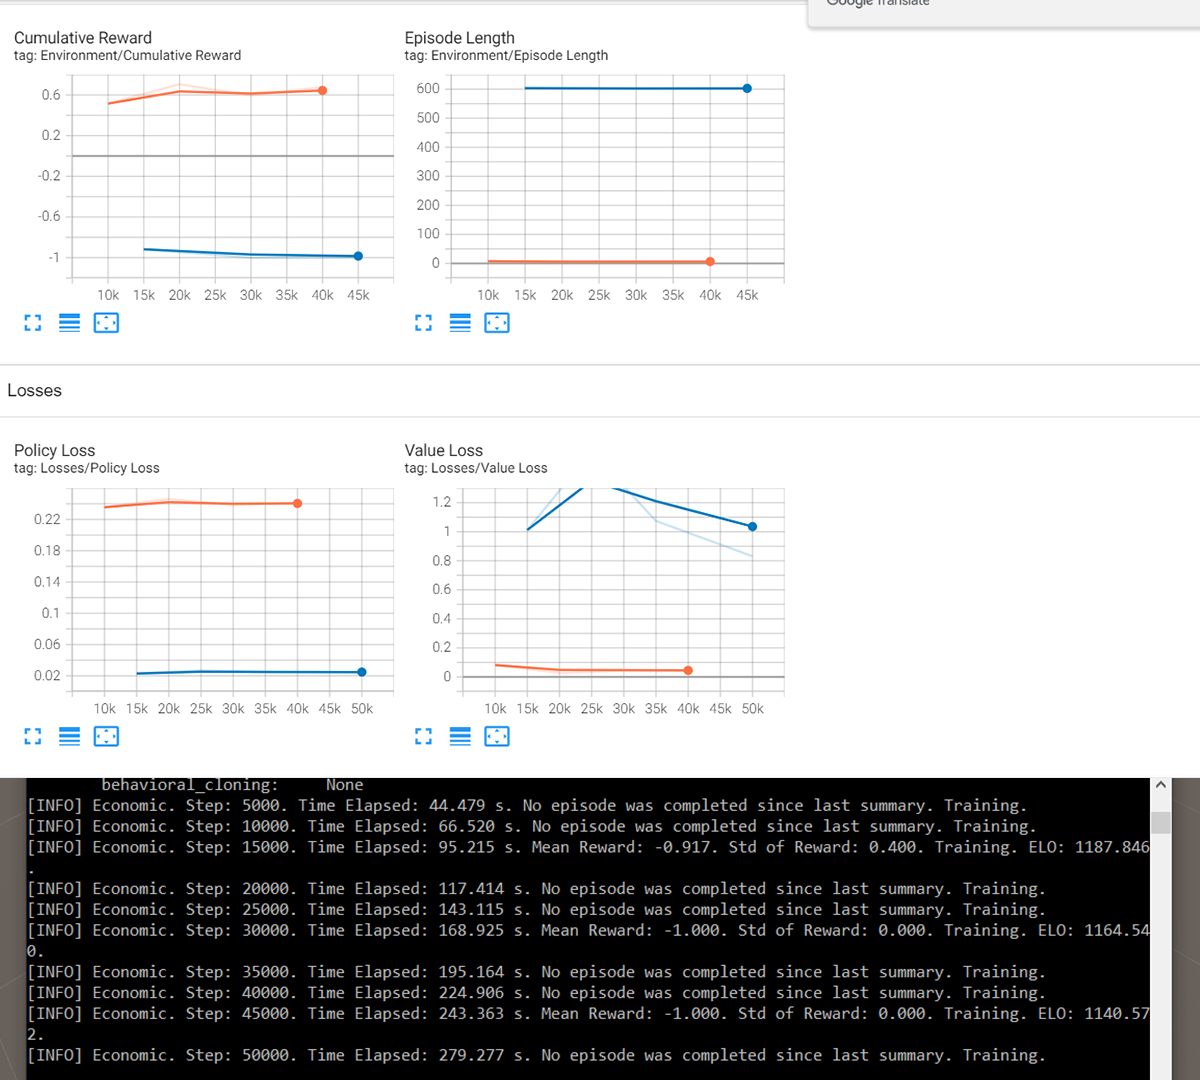 Google Translate
Cumulative Reward
tag: Environment/Cumulative Reward
0.6
0.2
-0.2
-0.6
-1
10k 15k 20k 25k 30k 35k 40k 45k
Episode Length
tag: Environment/Episode Length
600
500
400
300
200
100
0
10k 15k 20k 25k 30k 35k 40k 45k
Losses
Policy Loss
tag: Losses/Policy Loss
0.22
0.18
0.14
0.1
0.06
0.02
10k 15k 20k 25k 30k 35k 40k 45k 50k
Value Loss
tag: Losses/Value Loss
1.2
1
0.8
0.6
0.4
0.2
0
10k 15k 20k 25k 30k 35k 40k 45k 50k
behavioral_cloning: None
[INFO] Economic. Step: 5000. Time Elapsed: 44.479 s. No episode was completed since last summary. Training.
[INFO] Economic. Step: 10000. Time Elapsed: 66.520 s. No episode was completed since last summary. Training.
[INFO] Economic. Step: 15000. Time Elapsed: 95.215 s. Mean Reward: -0.917. Std of Reward: 0.400. Training. ELO: 1187.846
.
[INFO] Economic. Step: 20000. Time Elapsed: 117.414 s. No episode was completed since last summary. Training.
[INFO] Economic. Step: 25000. Time Elapsed: 143.115 s. No episode was completed since last summary. Training.
[INFO] Economic. Step: 30000. Time Elapsed: 168.925 s. Mean Reward: -1.000. Std of Reward: 0.000. Training. ELO: 1164.54
0.
[INFO] Economic. Step: 35000. Time Elapsed: 195.164 s. No episode was completed since last summary. Training.
[INFO] Economic. Step: 40000. Time Elapsed: 224.906 s. No episode was completed since last summary. Training.
[INFO] Economic. Step: 45000. Time Elapsed: 243.363 s. Mean Reward: -1.000. Std of Reward: 0.000. Training. ELO: 1140.57
2.
[INFO] Economic. Step: 50000. Time Elapsed: 279.277 s. No episode was completed since last summary. Training.